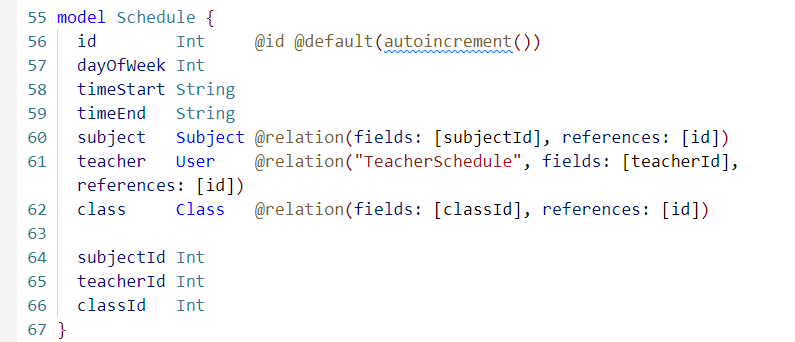 55 model Schedule {
56   id        Int     @id @default(autoincrement())
57   dayOfWeek Int
58   timeStart String
59   timeEnd   String
60   subject   Subject @relation(fields: [subjectId], references: [id])
61   teacher   User    @relation("TeacherSchedule", fields: [teacherId],
references: [id])
62   class     Class   @relation(fields: [classId], references: [id])
63
64   subjectId Int
65   teacherId Int
66   classId   Int
67 }